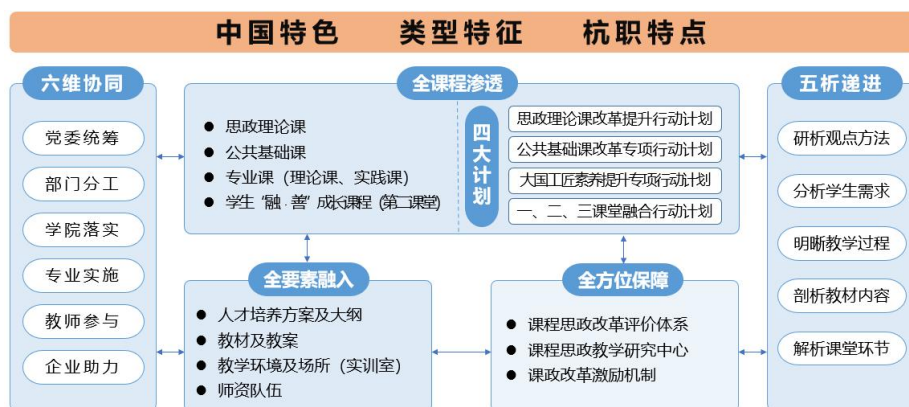 中国特色 类型特征 杭职特点
六维协同
党委统筹
部门分工
学院落实
专业实施
教师参与
企业助力
全课程渗透
思政理论课
公共基础课
专业课（理论课、实践课）
学生“融．善”成长课程（第二课堂）
四大计划
思政理论课改革提升行动计划
公共基础课改革专项行动计划
大国工匠素养提升专项行动计划
一、二、三课堂融合行动计划
全要素融入
人才培养方案及大纲
教材及教案
教学环境及场所（实训室）
师资队伍
全方位保障
课程思政改革评价体系
课程思政教学研究中心
课政改革激励机制
五析递进
研析观点方法
分析学生需求
明晰教学过程
剖析教材内容
解析课堂环节